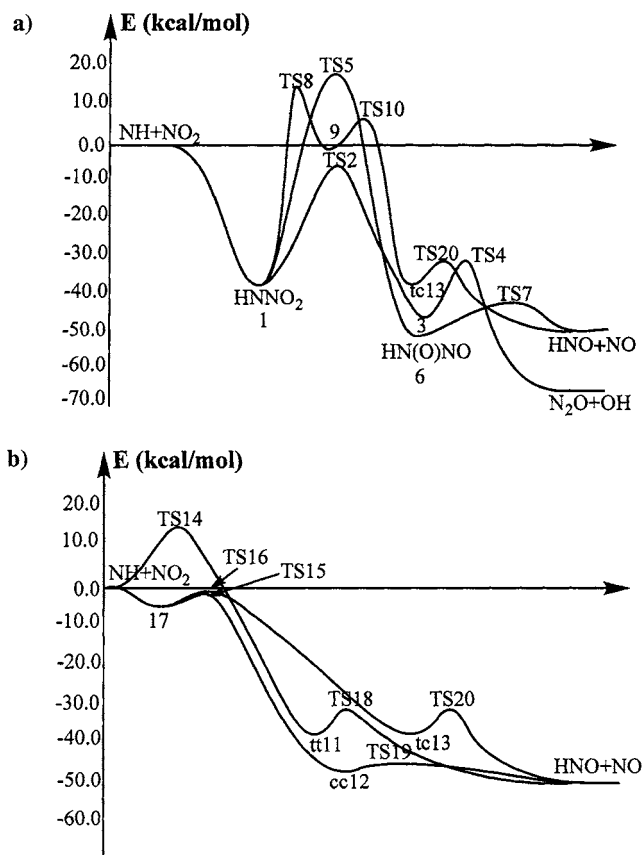 a)
E (kcal/mol)
20.0
TS8
TS5
10.0
TS10
NH+NO₂
9
0.0
TS2
-10.0
-20.0
-30.0
TS20
TS4
-40.0
HNNO₂
tc13
TS7
1
3
-50.0
HN(O)NO
HNO+NO
6
-60.0
-70.0
N₂O+OH
b)
E (kcal/mol)
20.0
TS14
10.0
TS16
NH+NO₂
TS15
0.0
-10.0
17
-20.0
-30.0
TS18
TS20
-40.0
tt11
TS19
tc13
cc12
HNO+NO
-50.0
-60.0